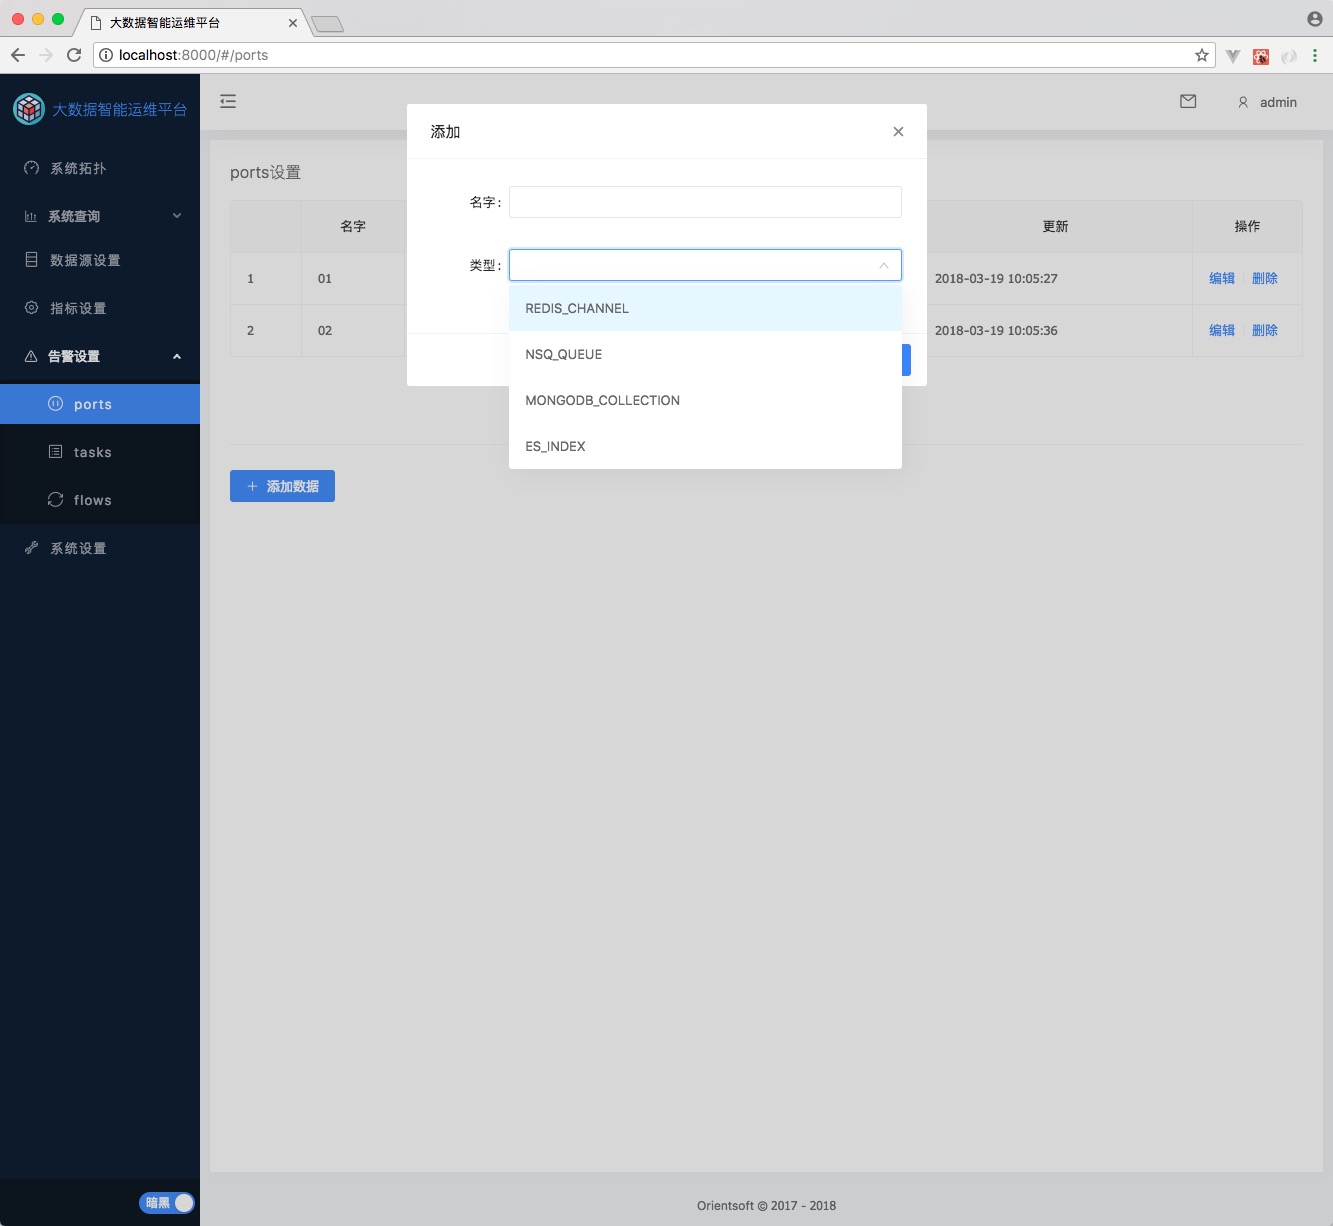 大数据智能运维平台
localhost:8000/#/ports
大数据智能运维平台
admin
系统拓扑
系统查询
数据源设置
指标设置
告警设置
ports
tasks
flows
系统设置
暗黑
ports设置
名字
更新
操作
1
01
2018-03-19 10:05:27
编辑
删除
2
02
2018-03-19 10:05:36
编辑
删除
添加数据
添加
名字:
类型:
REDIS_CHANNEL
NSQ_QUEUE
MONGODB_COLLECTION
ES_INDEX
Orientsoft © 2017 - 2018